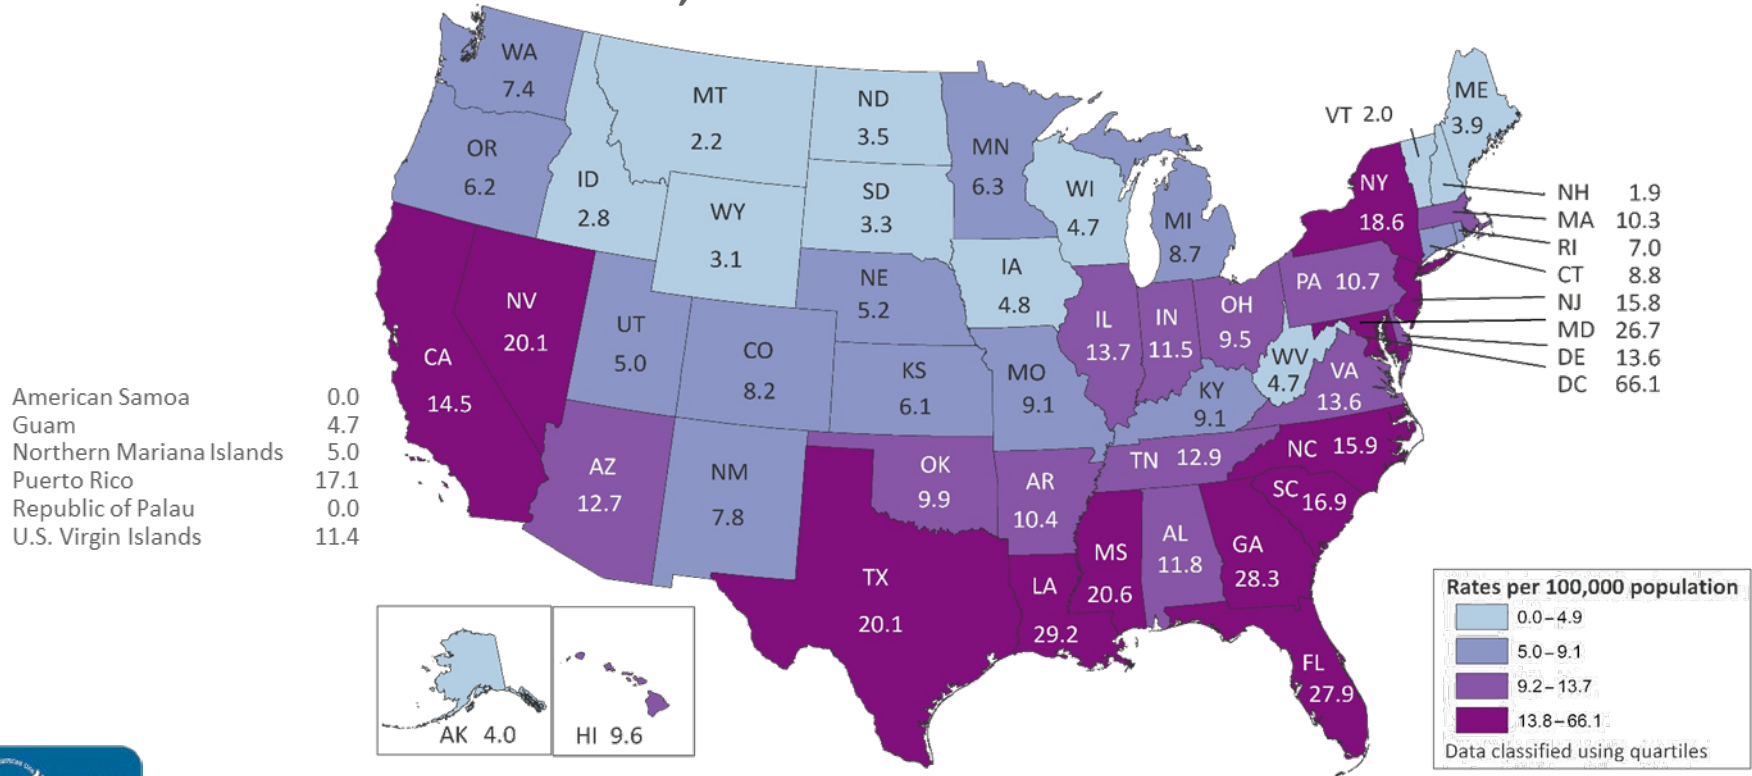 WA
7.4
OR
6.2
CA
14.5
NV
20.1
ID
2.8
MT
2.2
WY
3.1
UT
5.0
CO
8.2
AZ
12.7
NM
7.8
ND
3.5
SD
3.3
NE
5.2
KS
6.1
OK
9.9
TX
20.1
MN
6.3
IA
4.8
MO
9.1
AR
10.4
LA
29.2
WI
4.7
IL
13.7
MI
8.7
IN
11.5
OH
9.5
KY
9.1
TN 12.9
MS
20.6
AL
11.8
GA
28.3
FL
27.9
SC 16.9
NC 15.9
VA
13.6
WV
4.7
PA 10.7
NY
18.6
VT 2.0
ME
3.9
NH 1.9
MA 10.3
RI 7.0
CT 8.8
NJ 15.8
MD 26.7
DE 13.6
DC 66.1
American Samoa 0.0
Guam 4.7
Northern Mariana Islands 5.0
Puerto Rico 17.1
Republic of Palau 0.0
U.S. Virgin Islands 11.4
AK 4.0
HI 9.6
Rates per 100,000 population
0.0–4.9
5.0–9.1
9.2–13.7
13.8–66.1
Data classified using quartiles